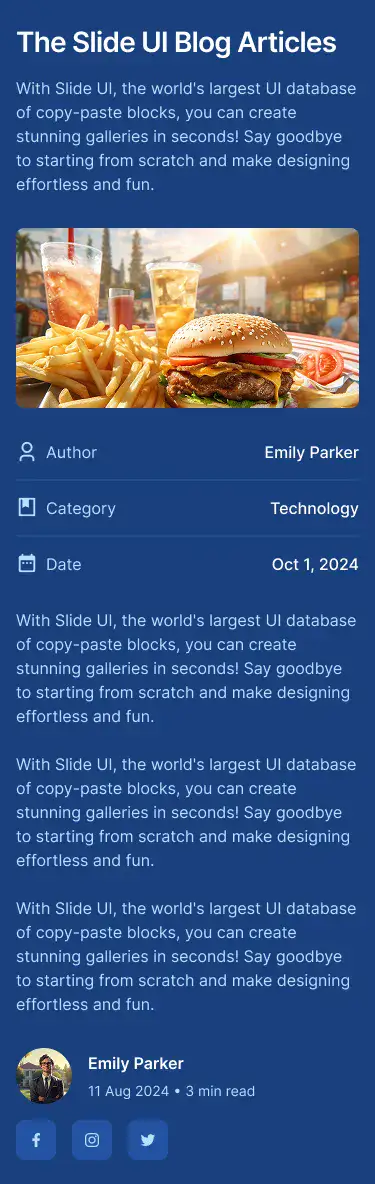 The Slide UI Blog Articles
With Slide UI, the world's largest UI database
of copy-paste blocks, you can create
stunning galleries in seconds! Say goodbye
to starting from scratch and make designing
effortless and fun.
Author
Emily Parker
Category
Technology
Date
Oct 1, 2024
With Slide UI, the world's largest UI database
of copy-paste blocks, you can create
stunning galleries in seconds! Say goodbye
to starting from scratch and make designing
effortless and fun.
With Slide UI, the world's largest UI database
of copy-paste blocks, you can create
stunning galleries in seconds! Say goodbye
to starting from scratch and make designing
effortless and fun.
With Slide UI, the world's largest UI database
of copy-paste blocks, you can create
stunning galleries in seconds! Say goodbye
to starting from scratch and make designing
effortless and fun.
Emily Parker
11 Aug 2024 • 3 min read